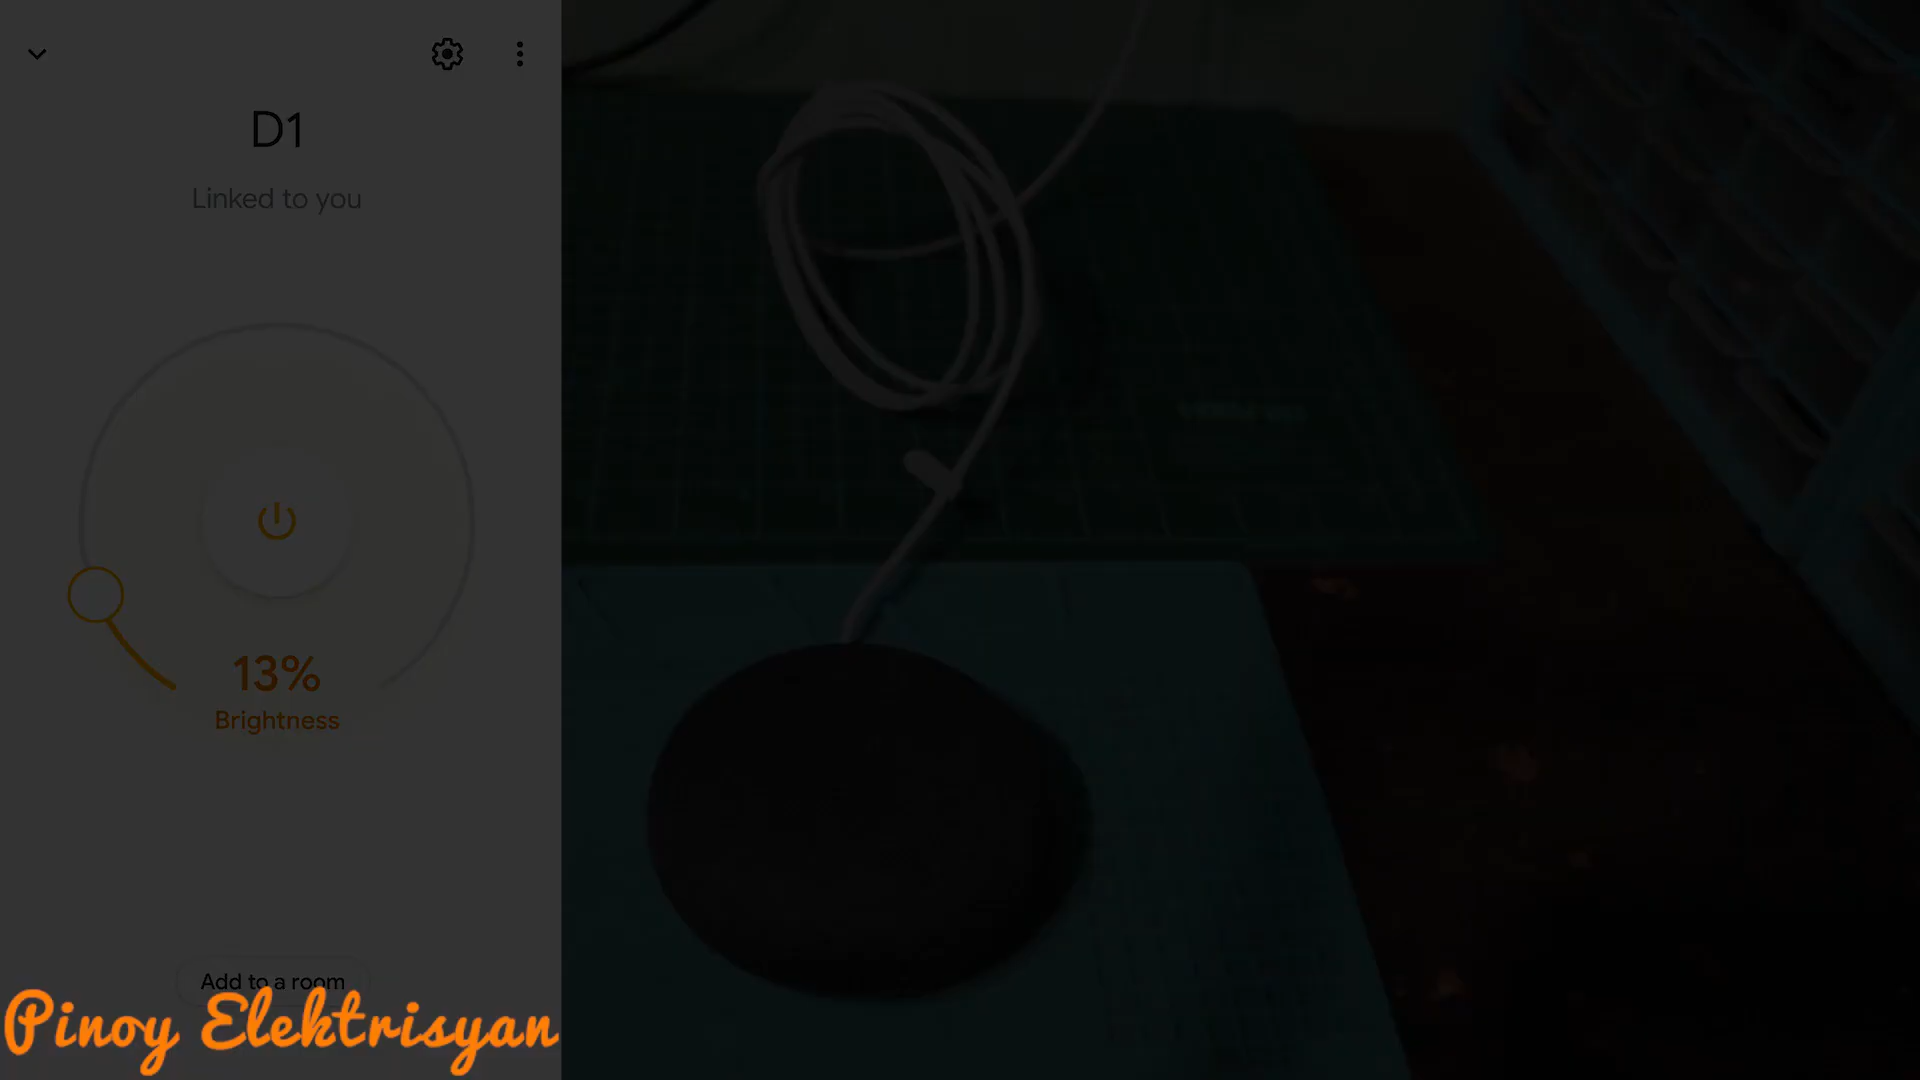 D1
Linked to you
13%
Brightness
Add to a room
Pinoy Elektrisyan